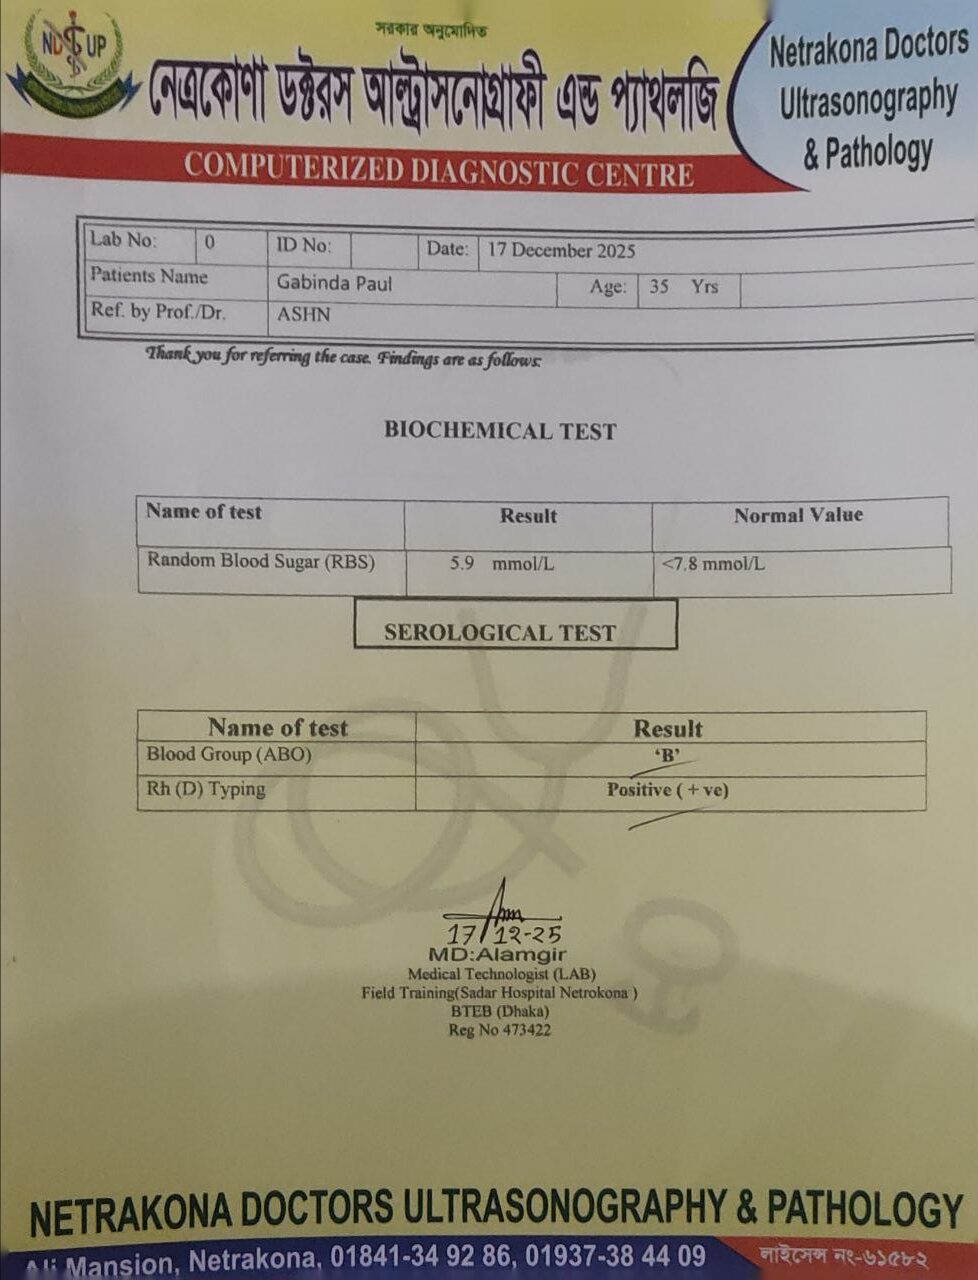 ND UP
সরকার অনুমোদিত
নেত্রকোণা ডক্টরস আল্ট্রাসনোগ্রাফী এন্ড প্যাথলজি
COMPUTERIZED DIAGNOSTIC CENTRE
Netrakona Doctors
Ultrasonography
& Pathology
Lab No: 0 ID No: Date: 17 December 2025
Patients Name Gabinda Paul Age: 35 Yrs
Ref. by Prof./Dr. ASHN
Thank you for referring the case. Findings are as follows:
BIOCHEMICAL TEST
Name of test Result Normal Value
Random Blood Sugar (RBS) 5.9 mmol/L <7.8 mmol/L
SEROLOGICAL TEST
Name of test Result
Blood Group (ABO) ‘B’
Rh (D) Typing Positive ( + ve)
17/12-25
MD:Alamgir
Medical Technologist (LAB)
Field Training(Sadar Hospital Netrokona )
BTEB (Dhaka)
Reg No 473422
NETRAKONA DOCTORS ULTRASONOGRAPHY & PATHOLOGY
Ali Mansion, Netrakona, 01841-34 92 86, 01937-38 44 09
লাইসেন্স নং-৬১৫৮২